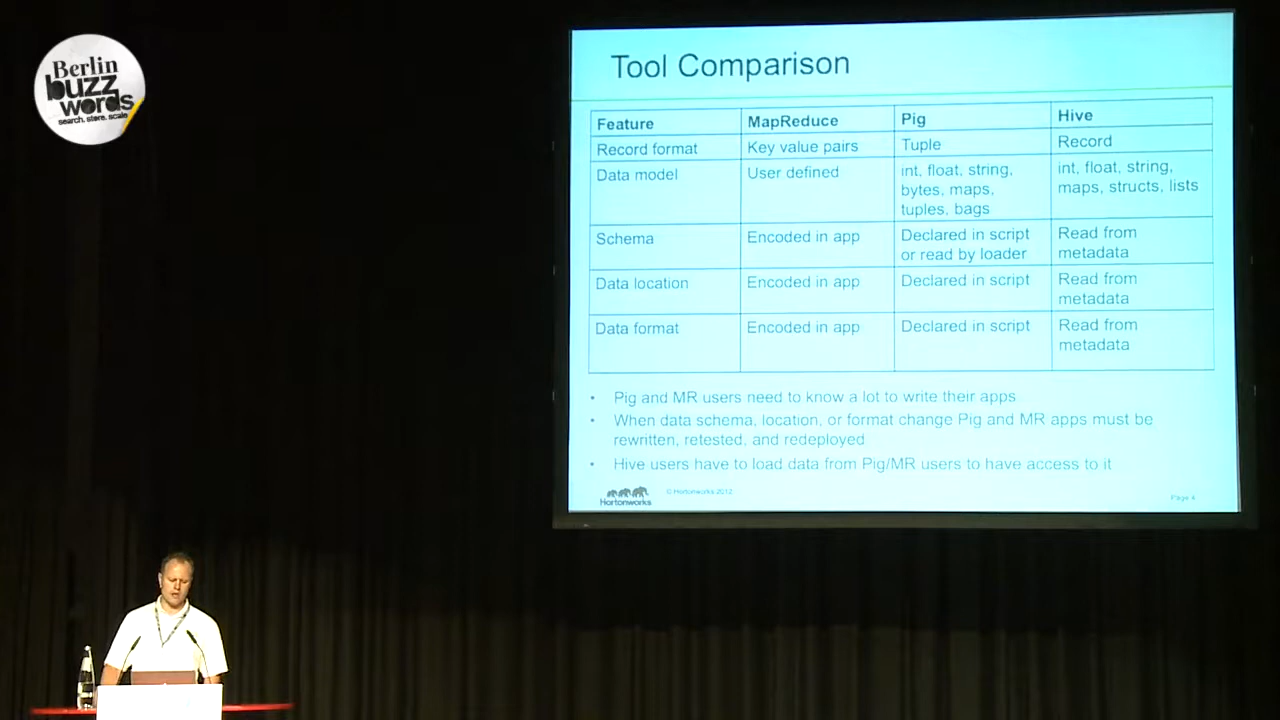 Berlin
buzz
words
search. store. scale
Tool Comparison
Feature MapReduce Pig Hive
Record format Key value pairs Tuple Record
Data model User defined int, float, string, int, float, string,
bytes, maps, maps, structs, lists
tuples, bags
Schema Encoded in app Declared in script Read from
or read by loader metadata
Data location Encoded in app Declared in script Read from
metadata
Data format Encoded in app Declared in script Read from
metadata
• Pig and MR users need to know a lot to write their apps
• When data schema, location, or format change Pig and MR apps must be
rewritten, retested, and redeployed
• Hive users have to load data from Pig/MR users to have access to it
Hortonworks
© Hortonworks 2012
Page 4